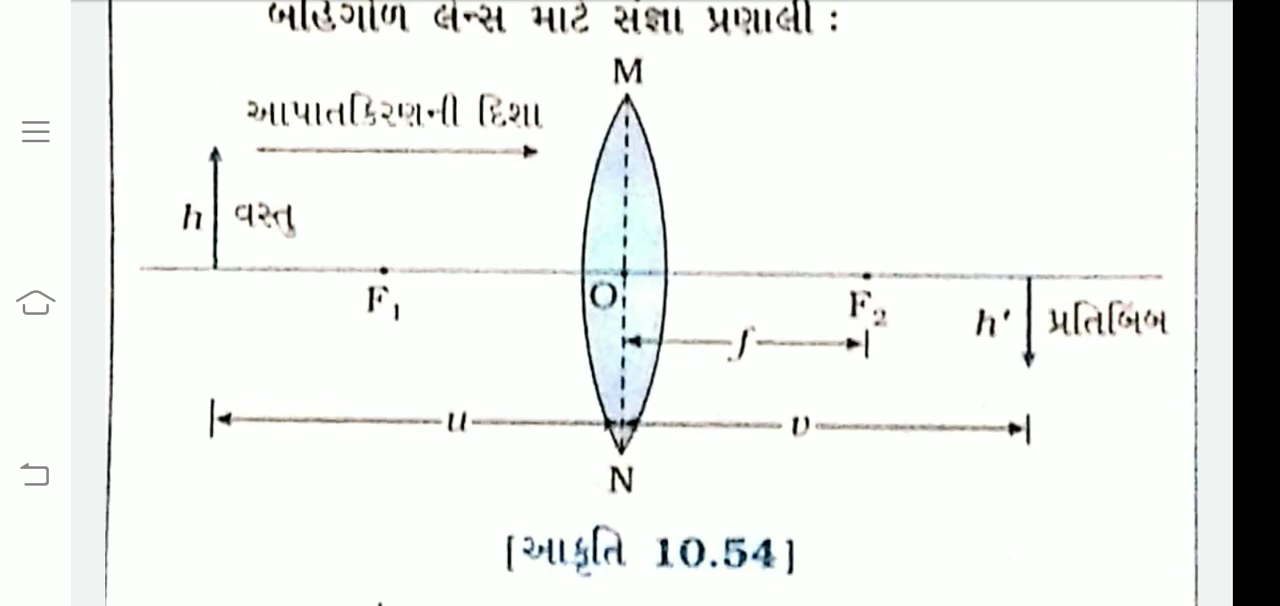 બહિર્ગોળ લેન્સ માટે સંજ્ઞા પ્રણાલી :
M
આપાતકિરણની દિશા
h વસ્તુ
F₁ O F₂
h' પ્રતિબિંબ
f
u v
N
[આકૃતિ 10.54]